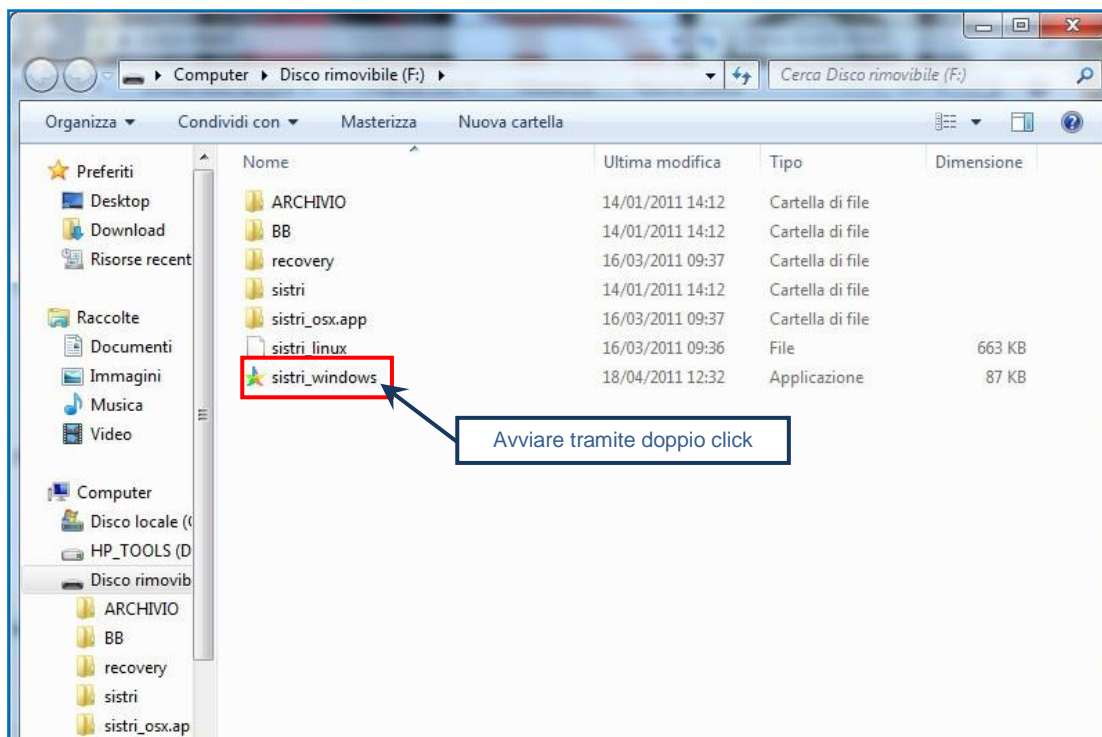 Computer ▸ Disco rimovibile (F:) ▸
Cerca Disco rimovibile (F:)
Organizza Condividi con Masterizza Nuova cartella
Nome Ultima modifica Tipo Dimensione
ARCHIVIO 14/01/2011 14:12 Cartella di file
BB 14/01/2011 14:12 Cartella di file
recovery 16/03/2011 09:37 Cartella di file
sistri 14/01/2011 14:12 Cartella di file
sistri_osx.app 16/03/2011 09:37 Cartella di file
sistri_linux 16/03/2011 09:36 File 663 KB
sistri_windows 18/04/2011 12:32 Applicazione 87 KB
Avviare tramite doppio click
Preferiti
Desktop
Download
Risorse recent
Raccolte
Documenti
Immagini
Musica
Video
Computer
Disco locale (
HP_TOOLS (D
Disco rimovib
ARCHIVIO
BB
recovery
sistri
sistri_osx.ap